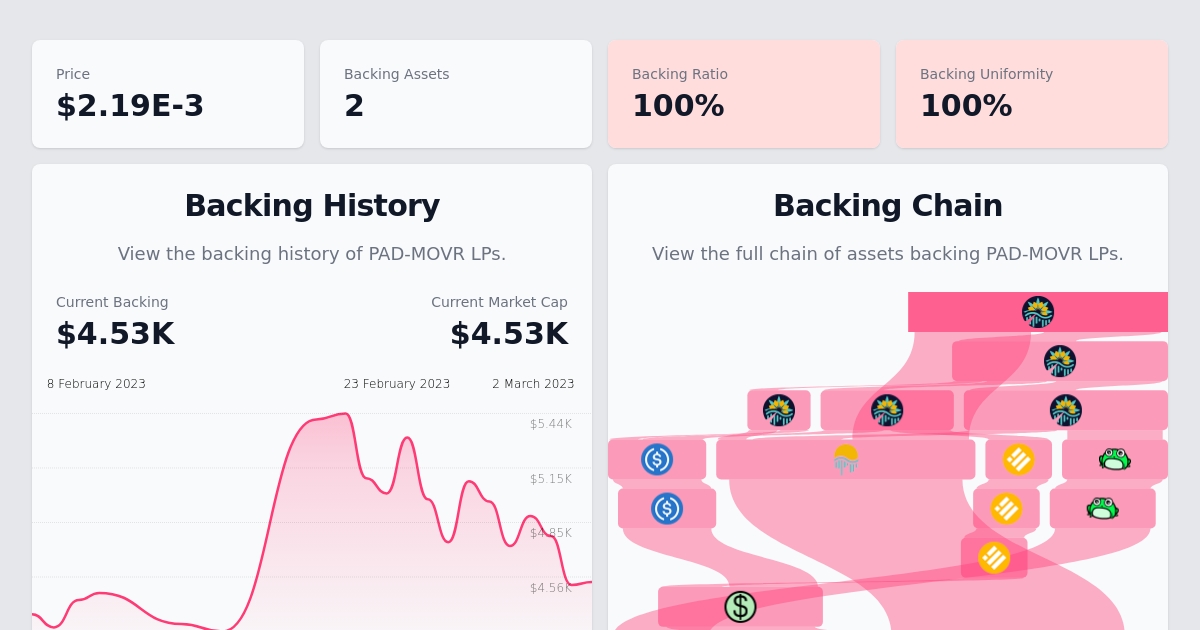 Price
$2.19E-3
Backing Assets
2
Backing Ratio
100%
Backing Uniformity
100%
Backing History
View the backing history of PAD-MOVR LPs.
Current Backing
$4.53K
Current Market Cap
$4.53K
8 February 2023
23 February 2023
2 March 2023
$5.44K
$5.15K
$4.85K
$4.56K
Backing Chain
View the full chain of assets backing PAD-MOVR LPs.
$
$
$